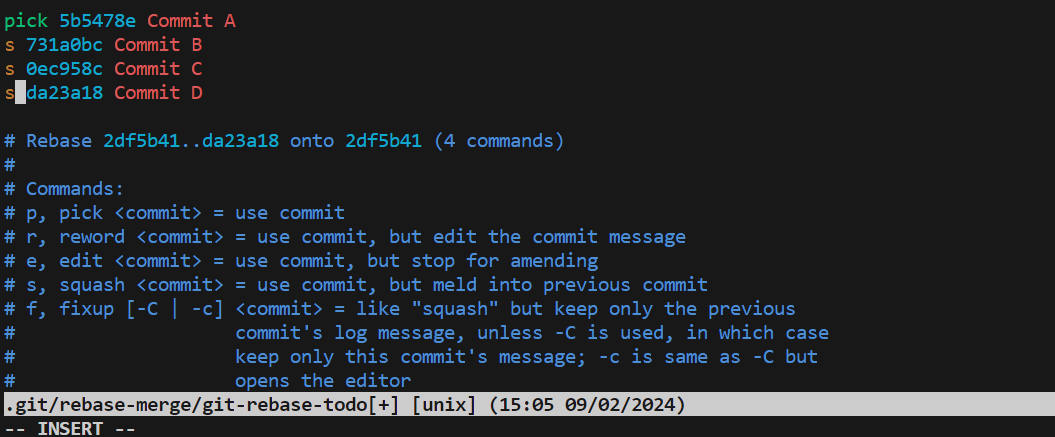 pick 5b5478e Commit A
s 731a0bc Commit B
s 0ec958c Commit C
s da23a18 Commit D
# Rebase 2df5b41..da23a18 onto 2df5b41 (4 commands)
#
# Commands:
# p, pick <commit> = use commit
# r, reword <commit> = use commit, but edit the commit message
# e, edit <commit> = use commit, but stop for amending
# s, squash <commit> = use commit, but meld into previous commit
# f, fixup [-C | -c] <commit> = like "squash" but keep only the previous
#                    commit's log message, unless -C is used, in which case
#                    keep only this commit's message; -c is same as -C but
#                    opens the editor
.git/rebase-merge/git-rebase-todo[+] [unix] (15:05 09/02/2024)
-- INSERT --